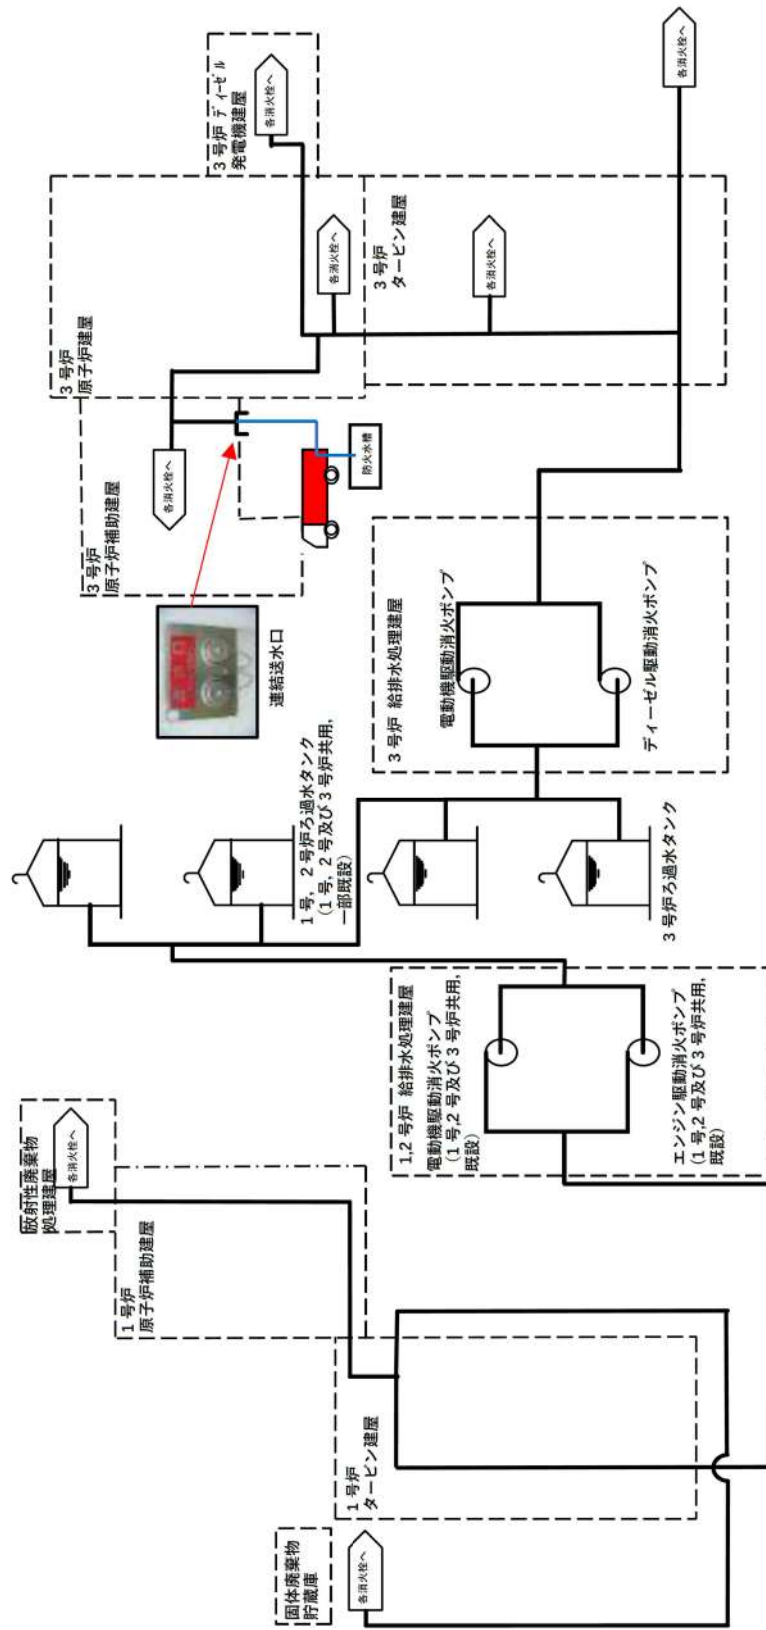 固体廃棄物
貯蔵庫
各消火栓へ
1号炉
タービン建屋
1号炉
原子炉補助建屋
放射性廃棄物
処理建屋
各消火栓へ
1,2号炉 給排水処理建屋
電動機駆動消火ポンプ
(1号,2号及び3号炉共用,
既設)
エンジン駆動消火ポンプ
(1号,2号及び3号炉共用,
既設)
1号, 2号炉ろ過水タンク
(1号, 2号及び3号炉共用,
一部既設)
3号炉ろ過水タンク
連結送水口
3号炉 給排水処理建屋
電動機駆動消火ポンプ
ディーゼル駆動消火ポンプ
3号炉
原子炉補助建屋
各消火栓へ
防火水槽
3号炉
原子炉建屋
各消火栓へ
3号炉
タービン建屋
各消火栓へ
3号炉 ディーゼル
発電機建屋
各消火栓へ
各消火栓へ